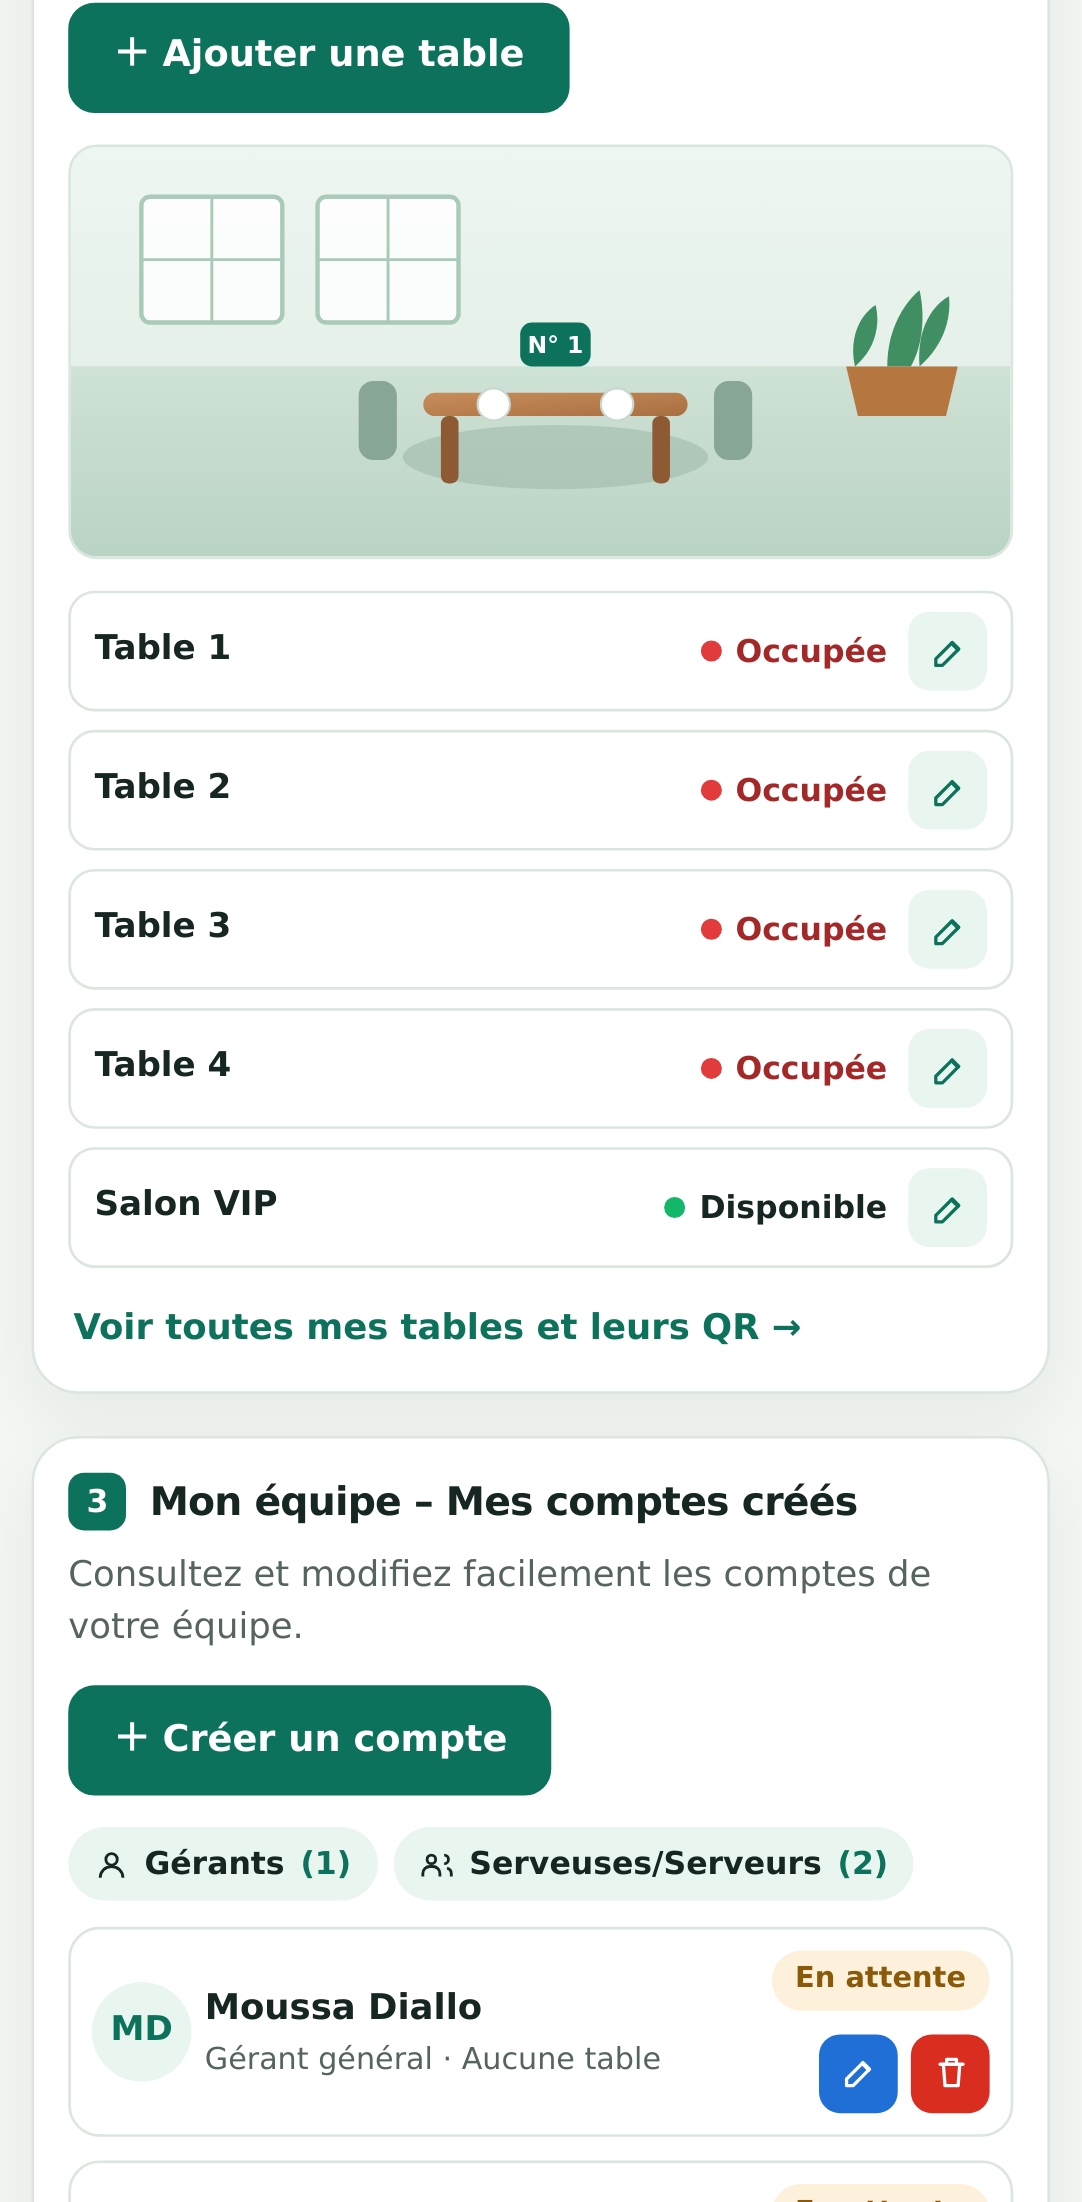 + Ajouter une table
N° 1
Table 1 Occupée
Table 2 Occupée
Table 3 Occupée
Table 4 Occupée
Salon VIP Disponible
Voir toutes mes tables et leurs QR →
3 Mon équipe – Mes comptes créés
Consultez et modifiez facilement les comptes de
votre équipe.
+ Créer un compte
Gérants (1) Serveuses/Serveurs (2)
En attente
MD Moussa Diallo
Gérant général · Aucune table